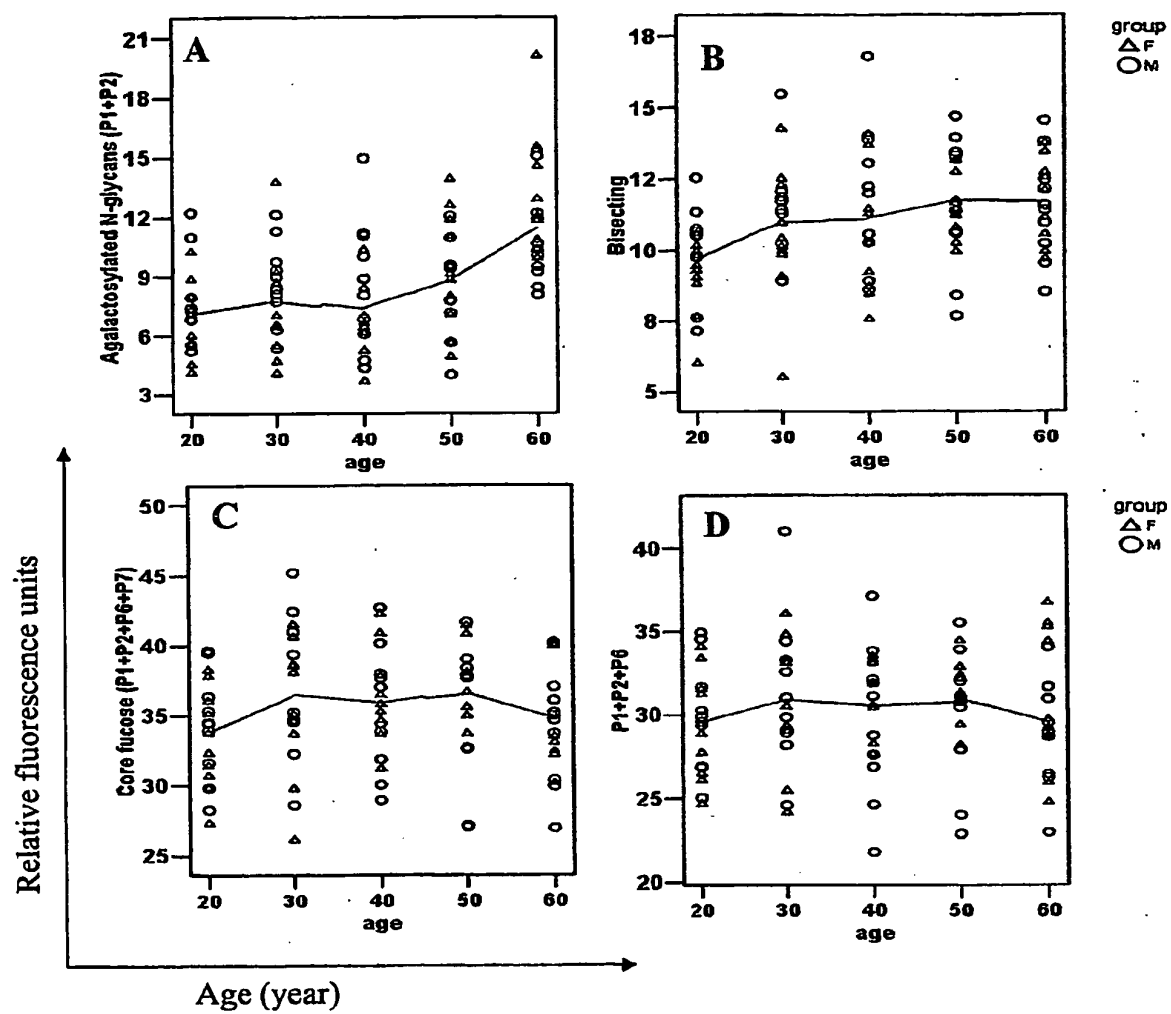 A
Agalactosylated N-glycans (P1+P2)
21
18
15
12
9
6
3
20 30 40 50 60
age
B
Bisecting
18
15
12
10
8
5
20 30 40 50 60
age
group
F
M
C
Core fucose (P1+P2+P6+P7)
50
45
40
35
30
25
20 30 40 50 60
age
D
P1+P2+P6
40
35
30
25
20
20 30 40 50 60
age
group
F
M
Relative fluorescence units
Age (year)